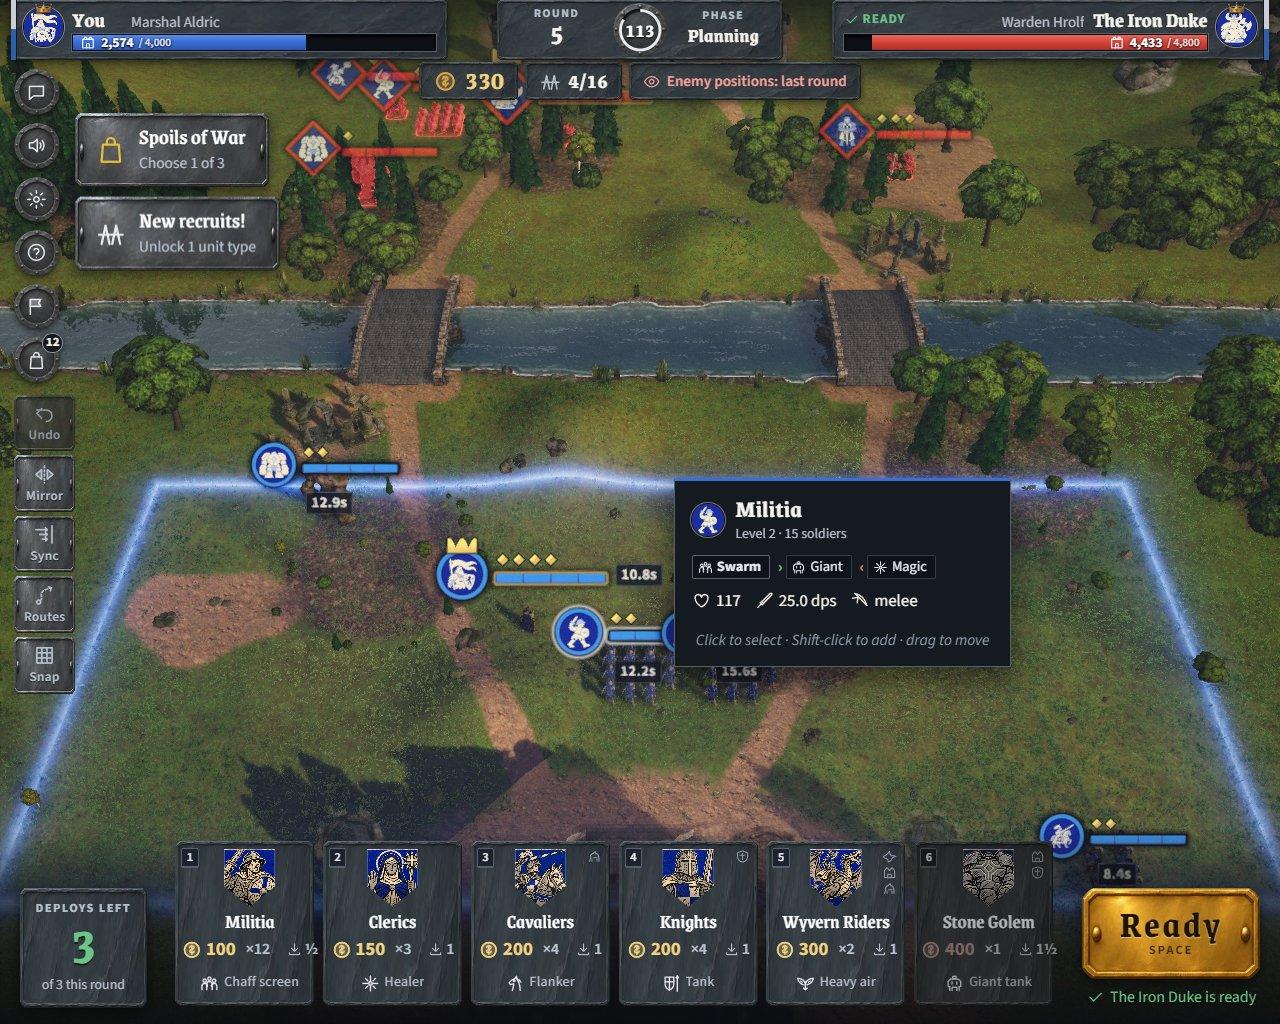 You Marshal Aldric
2,574 / 4,000
ROUND
5
113
PHASE
Planning
READY
Warden Hrolf The Iron Duke
4,433 / 4,800
330
4/16
Enemy positions: last round
Spoils of War
Choose 1 of 3
New recruits!
Unlock 1 unit type
12
Undo
Mirror
Sync
Routes
Snap
12.9s
10.8s
12.2s
15.6s
8.4s
Militia
Level 2 · 15 soldiers
Swarm › Giant ‹ Magic
117 25.0 dps melee
Click to select · Shift-click to add · drag to move
DEPLOYS LEFT
3
of 3 this round
1
Militia
100 ×12 ½
Chaff screen
2
Clerics
150 ×3 1
Healer
3
Cavaliers
200 ×4 1
Flanker
4
Knights
200 ×4 1
Tank
5
Wyvern Riders
300 ×2 1
Heavy air
6
Stone Golem
400 ×1 1½
Giant tank
Ready
SPACE
The Iron Duke is ready